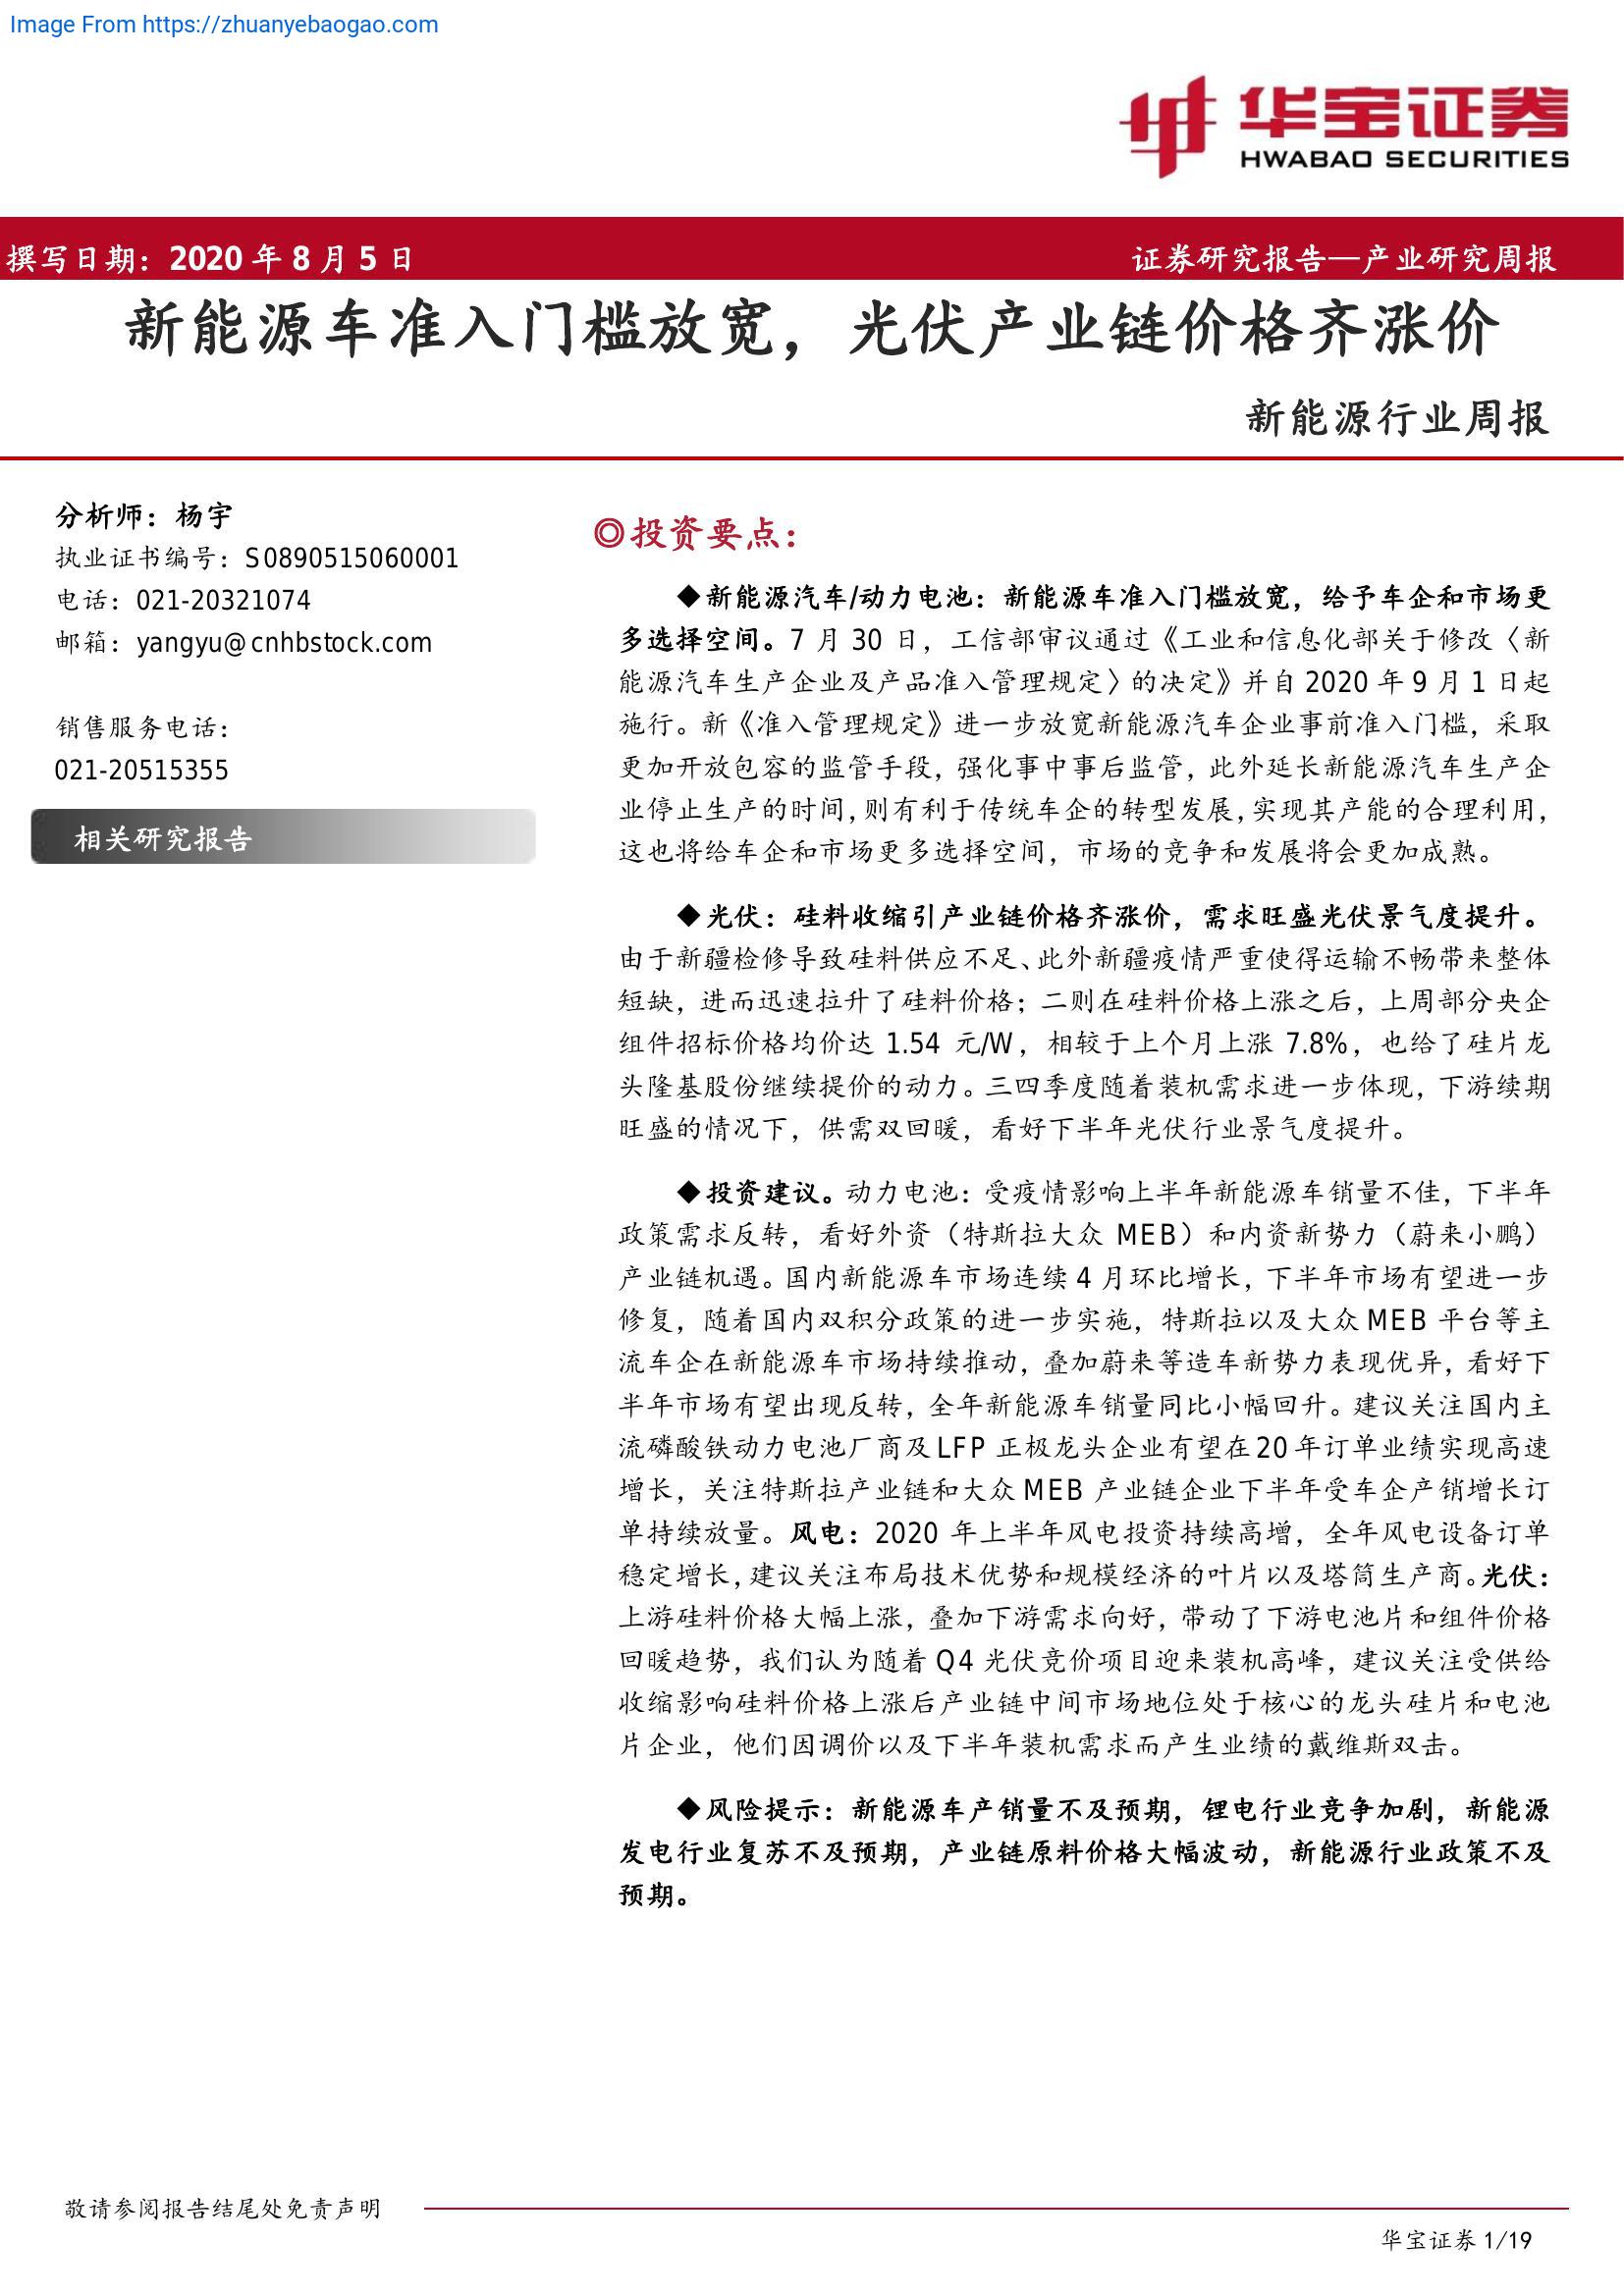 Image From https://zhuanyebaogao.com
华宝证券
HWABAO SECURITIES
撰写日期：2020 年 8 月 5 日
证券研究报告—产业研究周报
新能源车准入门槛放宽，光伏产业链价格齐涨价
新能源行业周报
分析师：杨宇
执业证书编号：S0890515060001
电话：021-20321074
邮箱：yangyu@cnhbstock.com
销售服务电话：
021-20515355
相关研究报告
◎投资要点：
◆新能源汽车/动力电池：新能源车准入门槛放宽，给予车企和市场更
多选择空间。7 月 30 日，工信部审议通过《工业和信息化部关于修改〈新
能源汽车生产企业及产品准入管理规定〉的决定》并自 2020 年 9 月 1 日起
施行。新《准入管理规定》进一步放宽新能源汽车企业事前准入门槛，采取
更加开放包容的监管手段，强化事中事后监管，此外延长新能源汽车生产企
业停止生产的时间，则有利于传统车企的转型发展，实现其产能的合理利用，
这也将给车企和市场更多选择空间，市场的竞争和发展将会更加成熟。
◆光伏：硅料收缩引产业链价格齐涨价，需求旺盛光伏景气度提升。
由于新疆检修导致硅料供应不足、此外新疆疫情严重使得运输不畅带来整体
短缺，进而迅速拉升了硅料价格；二则在硅料价格上涨之后，上周部分央企
组件招标价格均价达 1.54 元/W，相较于上个月上涨 7.8%，也给了硅片龙
头隆基股份继续提价的动力。三四季度随着装机需求进一步体现，下游续期
旺盛的情况下，供需双回暖，看好下半年光伏行业景气度提升。
◆投资建议。动力电池：受疫情影响上半年新能源车销量不佳，下半年
政策需求反转，看好外资（特斯拉大众 MEB）和内资新势力（蔚来小鹏）
产业链机遇。国内新能源车市场连续 4 月环比增长，下半年市场有望进一步
修复，随着国内双积分政策的进一步实施，特斯拉以及大众 MEB 平台等主
流车企在新能源车市场持续推动，叠加蔚来等造车新势力表现优异，看好下
半年市场有望出现反转，全年新能源车销量同比小幅回升。建议关注国内主
流磷酸铁动力电池厂商及 LFP 正极龙头企业有望在 20 年订单业绩实现高速
增长，关注特斯拉产业链和大众 MEB 产业链企业下半年受车企产销增长订
单持续放量。风电：2020 年上半年风电投资持续高增，全年风电设备订单
稳定增长，建议关注布局技术优势和规模经济的叶片以及塔筒生产商。光伏：
上游硅料价格大幅上涨，叠加下游需求向好，带动了下游电池片和组件价格
回暖趋势，我们认为随着 Q4 光伏竞价项目迎来装机高峰，建议关注受供给
收缩影响硅料价格上涨后产业链中间市场地位处于核心的龙头硅片和电池
片企业，他们因调价以及下半年装机需求而产生业绩的戴维斯双击。
◆风险提示：新能源车产销量不及预期，锂电行业竞争加剧，新能源
发电行业复苏不及预期，产业链原料价格大幅波动，新能源行业政策不及
预期。
敬请参阅报告结尾处免责声明
华宝证券 1/19